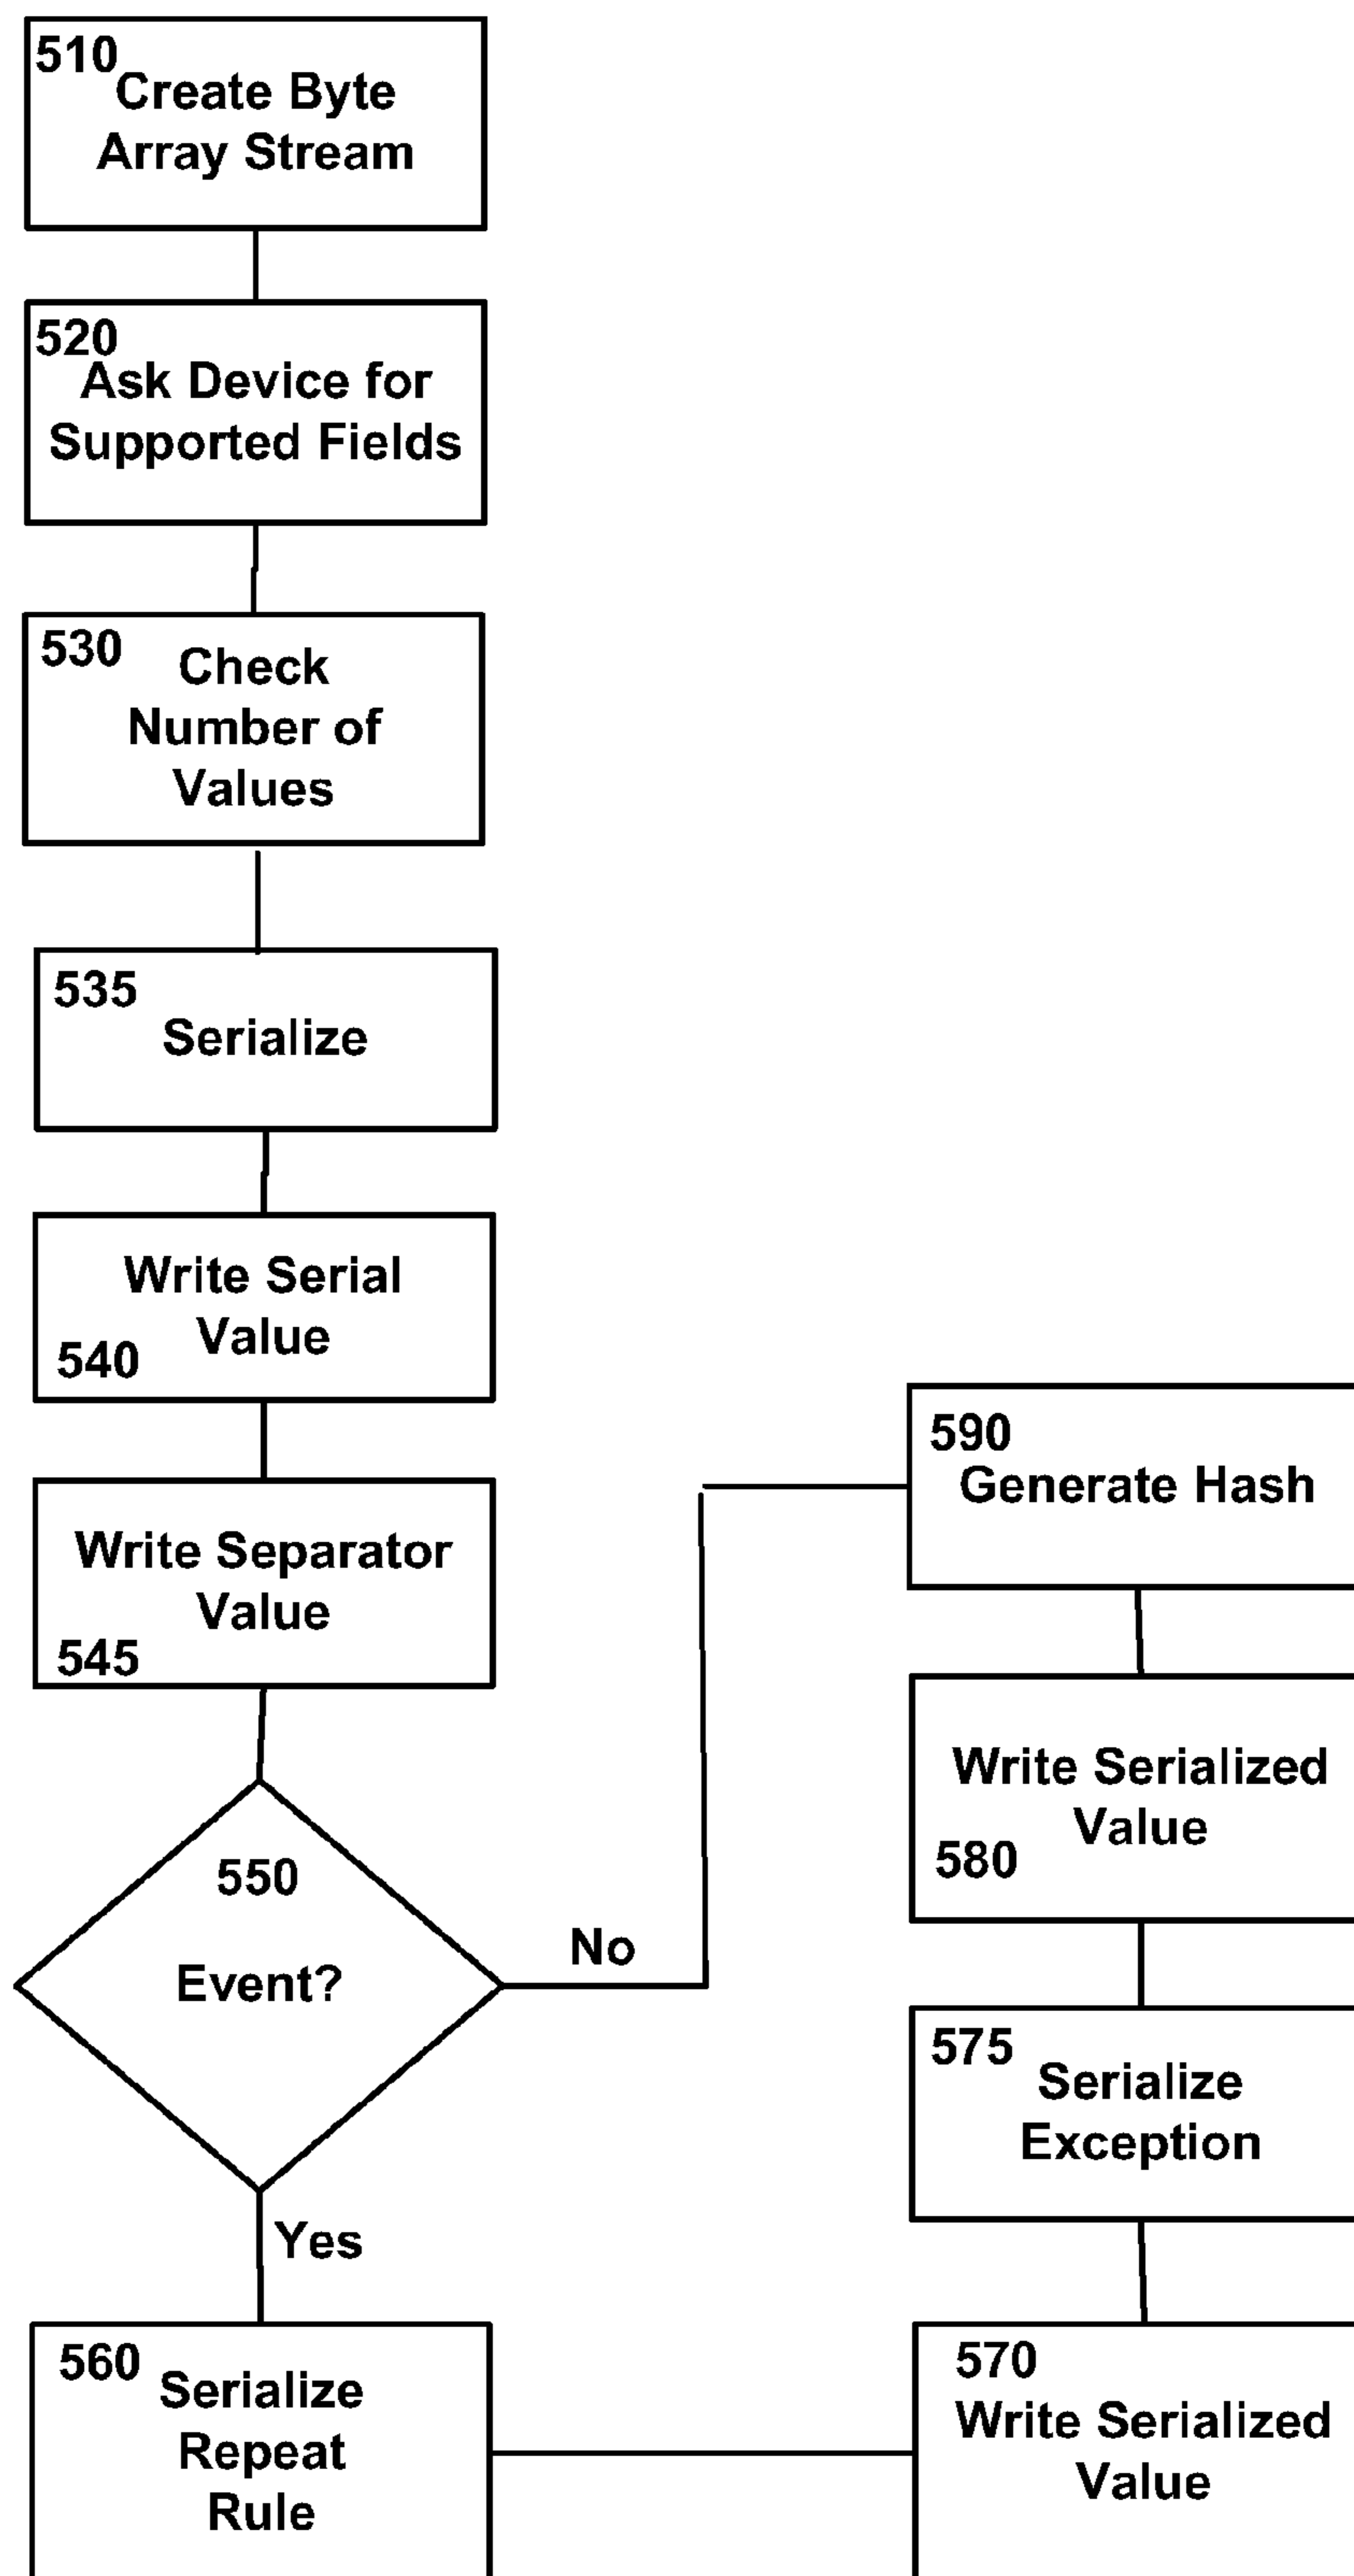 510
Create Byte
Array Stream
520
Ask Device for
Supported Fields
530
Check
Number of
Values
535
Serialize
Write Serial
Value
540
Write Separator
Value
545
550
Event?
No
Yes
560
Serialize
Repeat
Rule
570
Write Serialized
Value
575
Serialize
Exception
Write Serialized
Value
580
590
Generate Hash